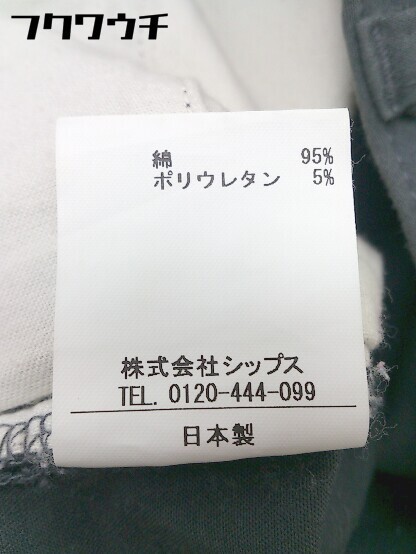 フクワウチ
綿 95%
ポリウレタン 5%
株式会社シップス
TEL. 0120-444-099
日本製